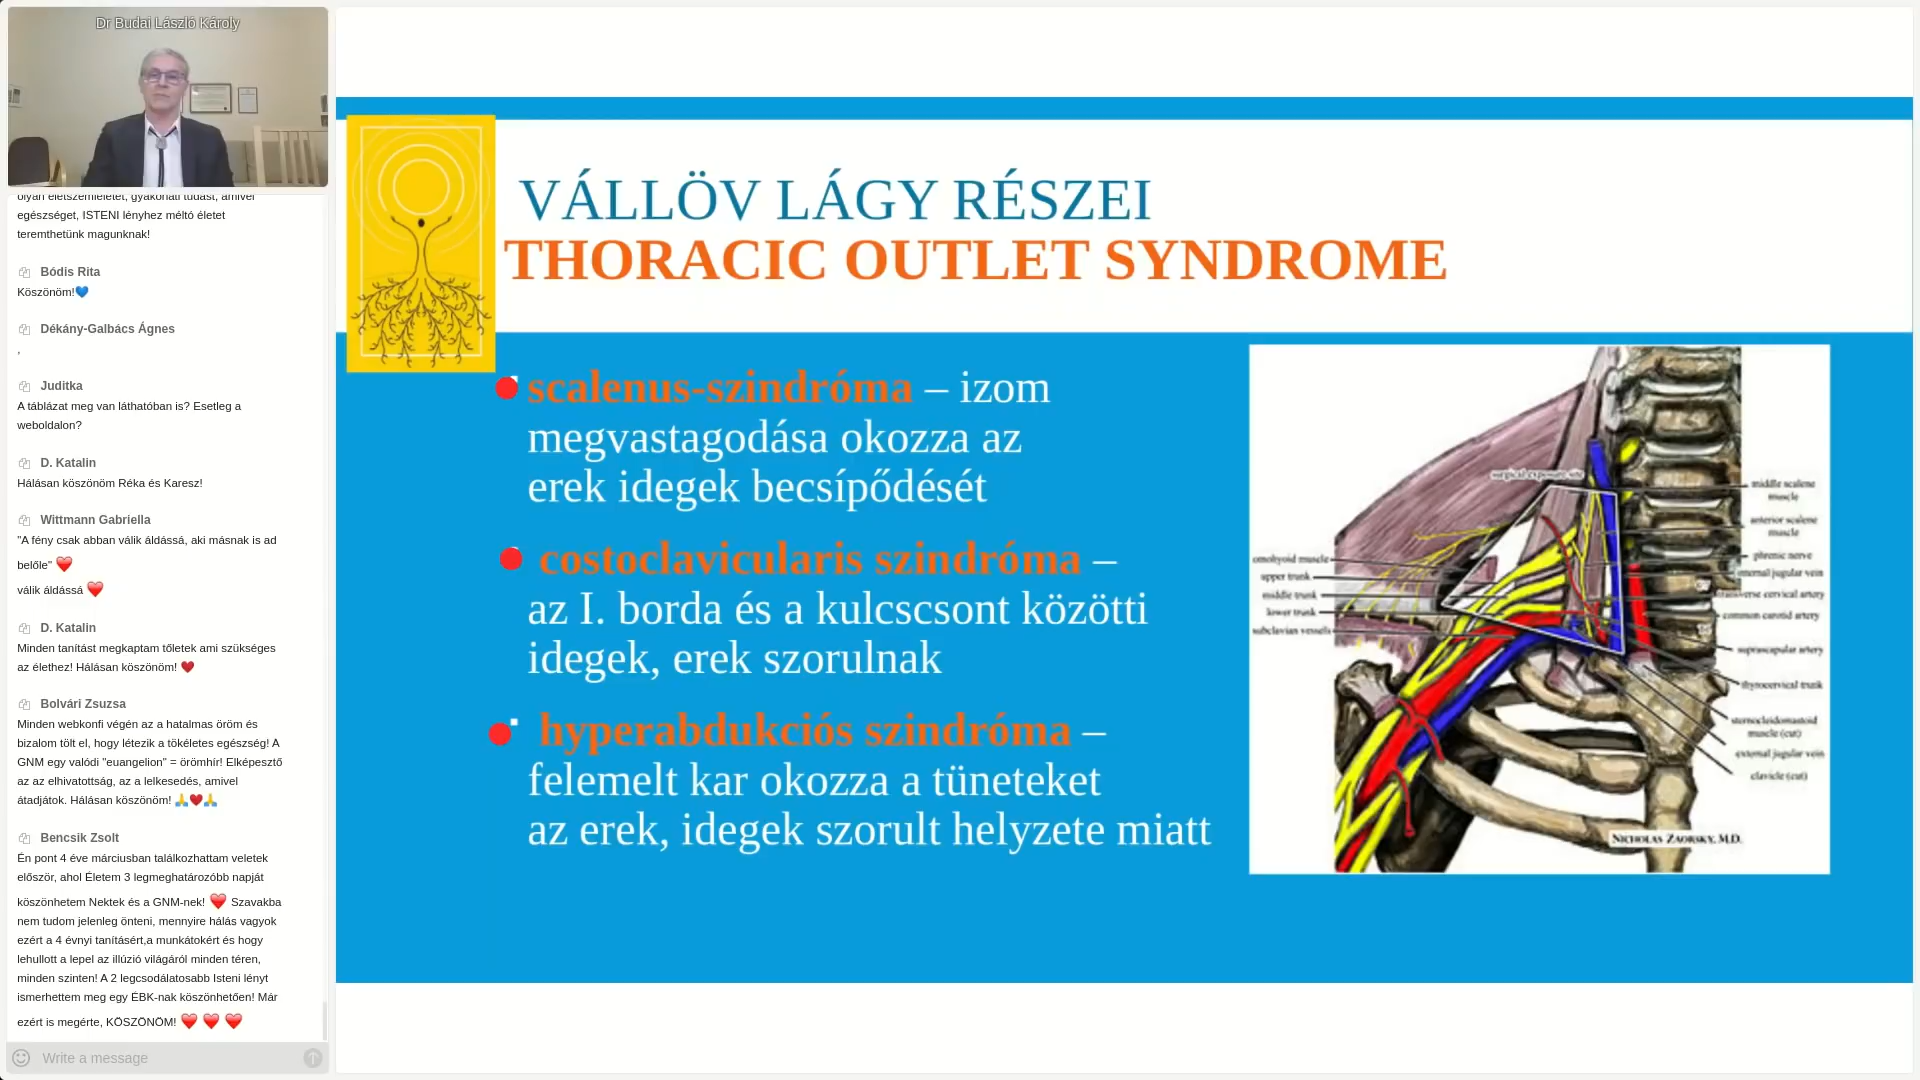 Dr Budai László Károly
olyan életszemléletet, gyakorlati tudást, amivel
egészséget, ISTENI lényhez méltó életet
teremthetünk magunknak!
Bódis Rita
Köszönöm!💙
Dékány-Galbács Ágnes
,
Juditka
A táblázat meg van láthatóban is? Esetleg a
weboldalon?
D. Katalin
Hálásan köszönöm Réka és Karesz!
Wittmann Gabriella
"A fény csak abban válik áldássá, aki másnak is ad
belőle" ❤️
válik áldássá ❤️
D. Katalin
Minden tanítást megkaptam tőletek ami szükséges
az élethez! Hálásan köszönöm! ❤️
Bolvári Zsuzsa
Minden webkonfi végén az a hatalmas öröm és
bizalom tölt el, hogy létezik a tökéletes egészség! A
GNM egy valódi "euangelion" = örömhír! Elképesztő
az az elhivatottság, az a lelkesedés, amivel
átadjátok. Hálásan köszönöm! 🙏❤️🙏
Bencsik Zsolt
Én pont 4 éve márciusban találkozhattam veletek
először, ahol Életem 3 legmeghatározóbb napját
köszönhetem Nektek és a GNM-nek! ❤️ Szavakba
nem tudom jelenleg önteni, mennyire hálás vagyok
ezért a 4 évnyi tanításért,a munkátokért és hogy
lehullott a lepel az illúzió világáról minden téren,
minden szinten! A 2 legcsodálatosabb Isteni lényt
ismerhettem meg egy ÉBK-nak köszönhetően! Már
ezért is megérte, KÖSZÖNÖM! ❤️ ❤️ ❤️
Write a message
VÁLLÖV LÁGY RÉSZEI
THORACIC OUTLET SYNDROME
scalenus-szindróma – izom
megvastagodása okozza az
erek idegek becsípődését
costoclavicularis szindróma –
az I. borda és a kulcscsont közötti
idegek, erek szorulnak
hyperabdukciós szindróma –
felemelt kar okozza a tüneteket
az erek, idegek szorult helyzete miatt
surgical exposure site
omohyoid muscle
upper trunk
middle trunk
lower trunk
subclavian vessels
middle scalene
muscle
anterior scalene
muscle
phrenic nerve
internal jugular vein
transverse cervical artery
common carotid artery
suprascapular artery
thyrocervical trunk
sternocleidomastoid
muscle (cut)
external jugular vein
clavicle (cut)
NICHOLAS ZAORSKY, M.D.